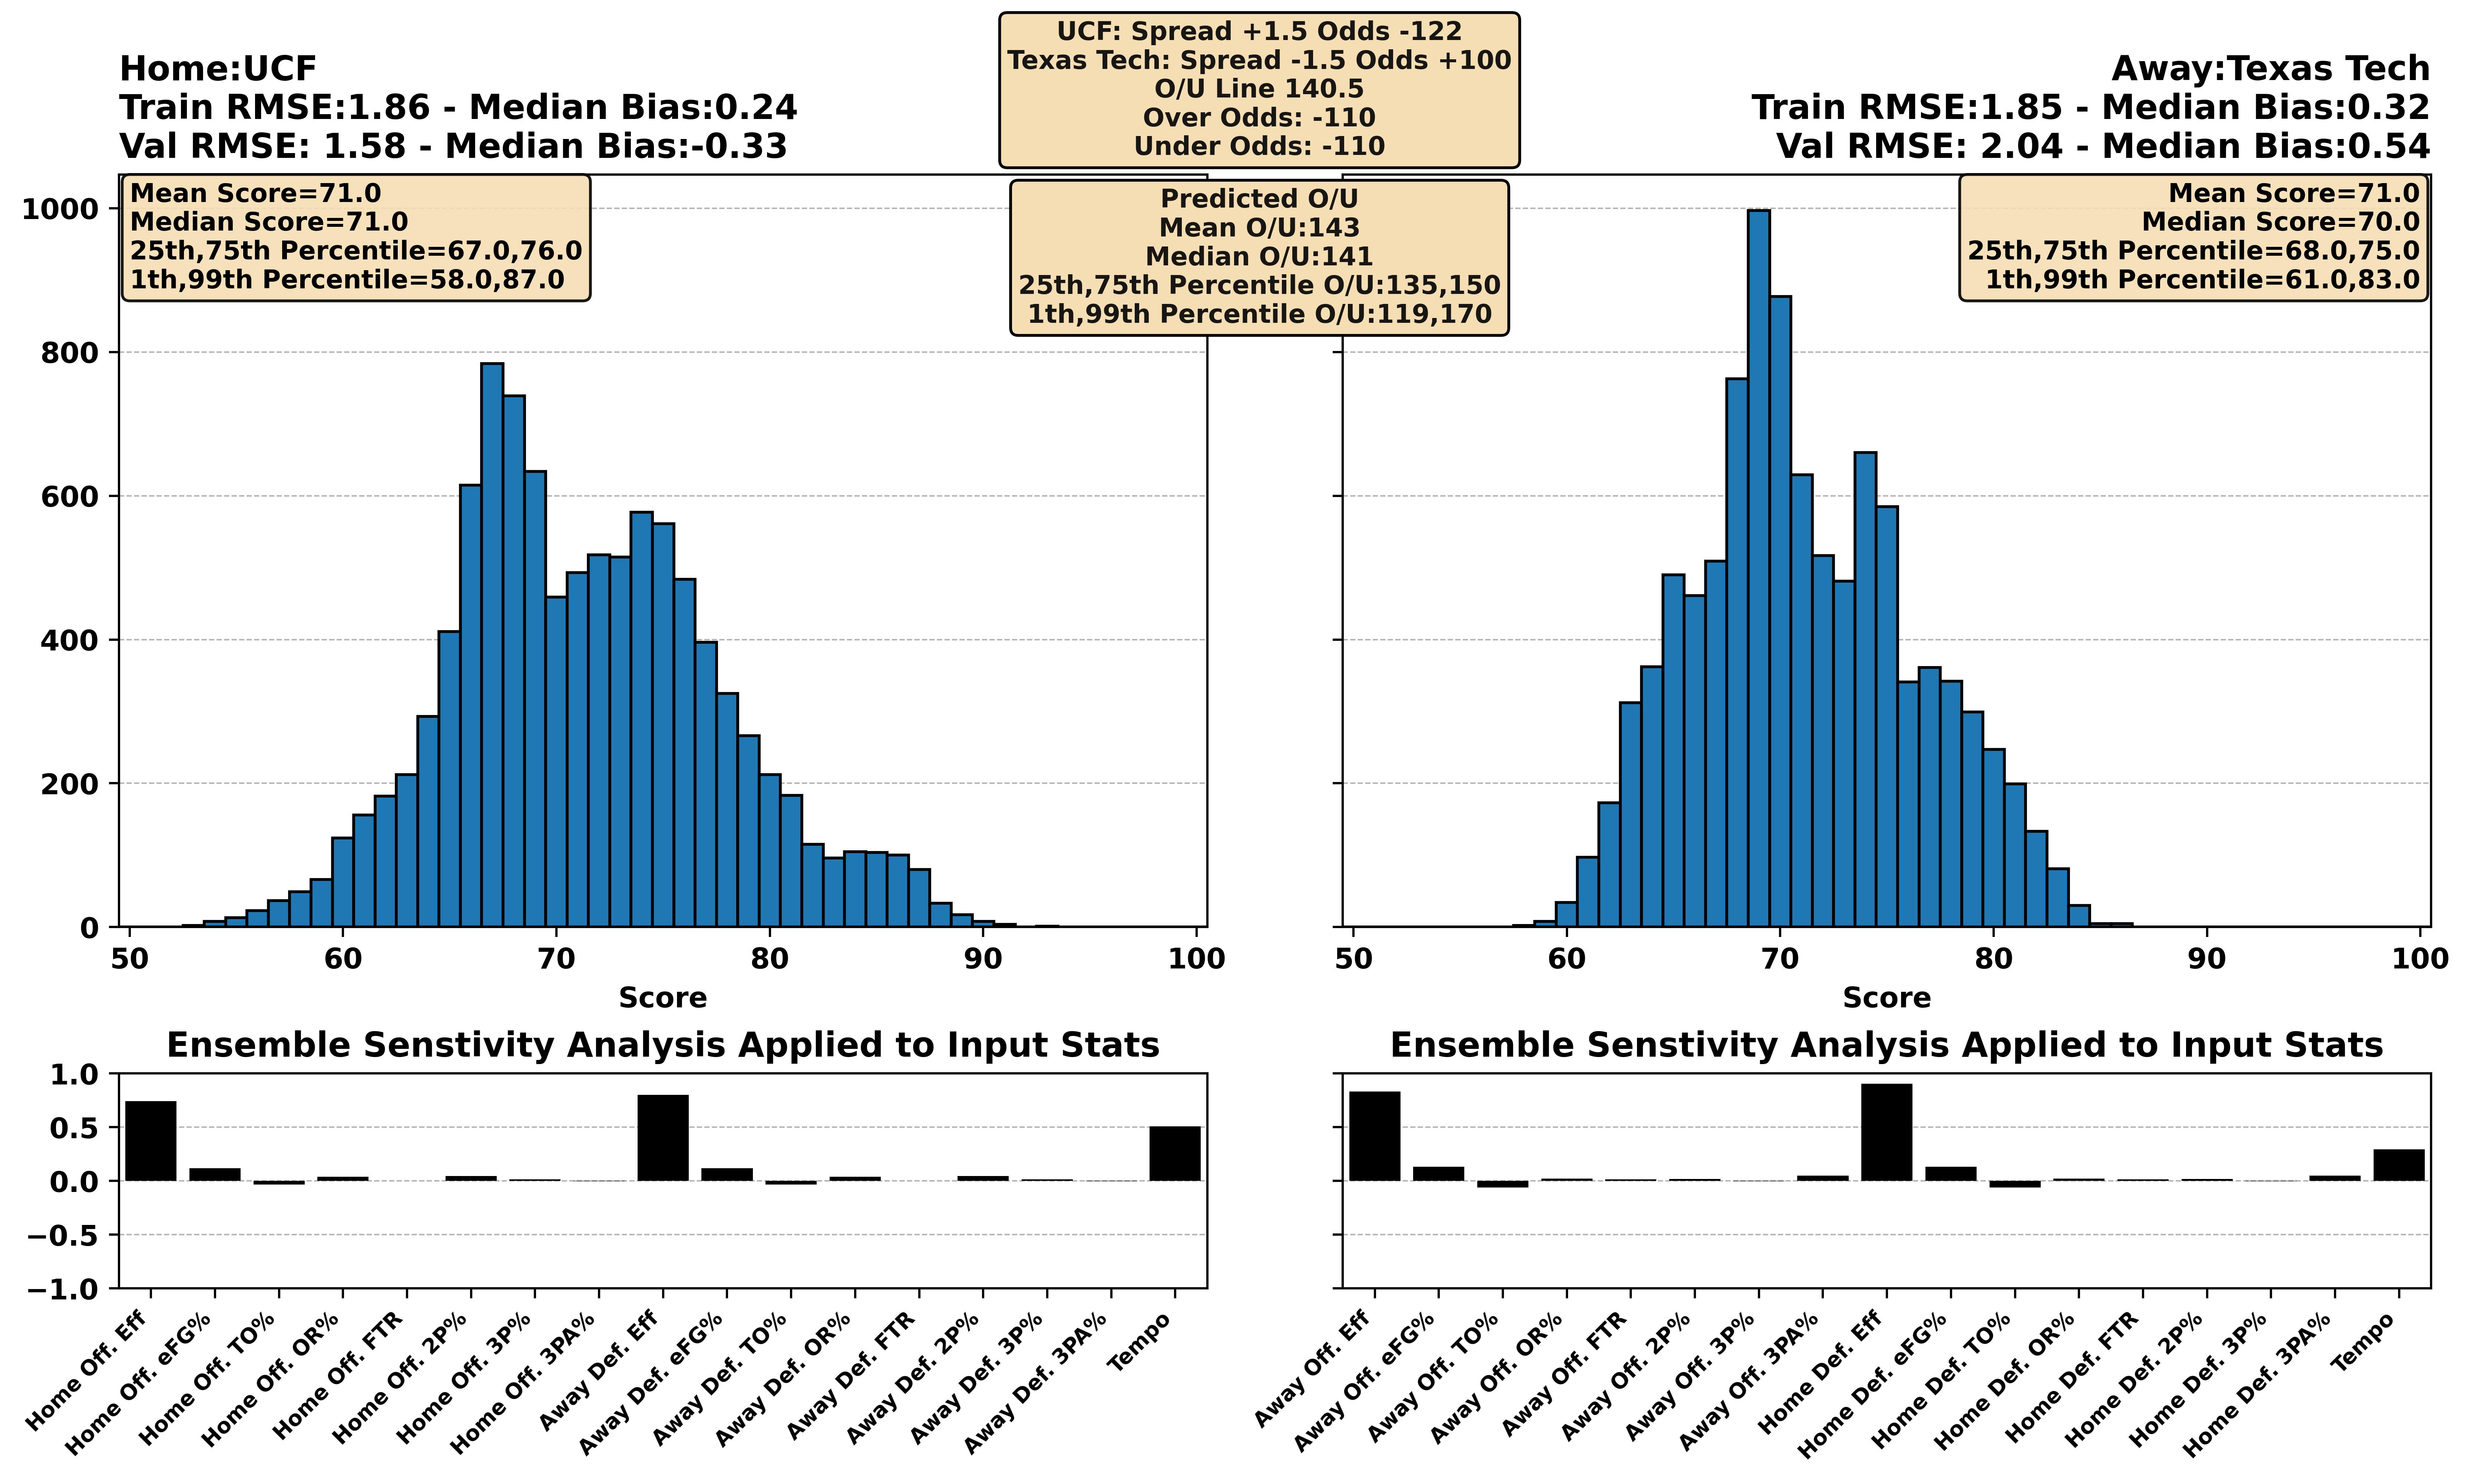 UCF: Spread +1.5 Odds -122
Texas Tech: Spread -1.5 Odds +100
O/U Line 140.5
Over Odds: -110
Under Odds: -110
Home:UCF
Train RMSE:1.86 - Median Bias:0.24
Val RMSE: 1.58 - Median Bias:-0.33
Away:Texas Tech
Train RMSE:1.85 - Median Bias:0.32
Val RMSE: 2.04 - Median Bias:0.54
Mean Score=71.0
Median Score=71.0
25th,75th Percentile=67.0,76.0
1th,99th Percentile=58.0,87.0
Predicted O/U
Mean O/U:143
Median O/U:141
25th,75th Percentile O/U:135,150
1th,99th Percentile O/U:119,170
Mean Score=71.0
Median Score=70.0
25th,75th Percentile=68.0,75.0
1th,99th Percentile=61.0,83.0
1000
800
600
400
200
0
50 60 70 80 90 100
Score
50 60 70 80 90 100
Score
Ensemble Senstivity Analysis Applied to Input Stats
Ensemble Senstivity Analysis Applied to Input Stats
1.0
0.5
0.0
−0.5
−1.0
Home Off. Eff
Home Off. eFG%
Home Off. TO%
Home Off. OR%
Home Off. FTR
Home Off. 2P%
Home Off. 3P%
Home Off. 3PA%
Away Def. Eff
Away Def. eFG%
Away Def. TO%
Away Def. OR%
Away Def. FTR
Away Def. 2P%
Away Def. 3P%
Away Def. 3PA%
Tempo
Away Off. Eff
Away Off. eFG%
Away Off. TO%
Away Off. OR%
Away Off. FTR
Away Off. 2P%
Away Off. 3P%
Away Off. 3PA%
Home Def. Eff
Home Def. eFG%
Home Def. TO%
Home Def. OR%
Home Def. FTR
Home Def. 2P%
Home Def. 3P%
Home Def. 3PA%
Tempo